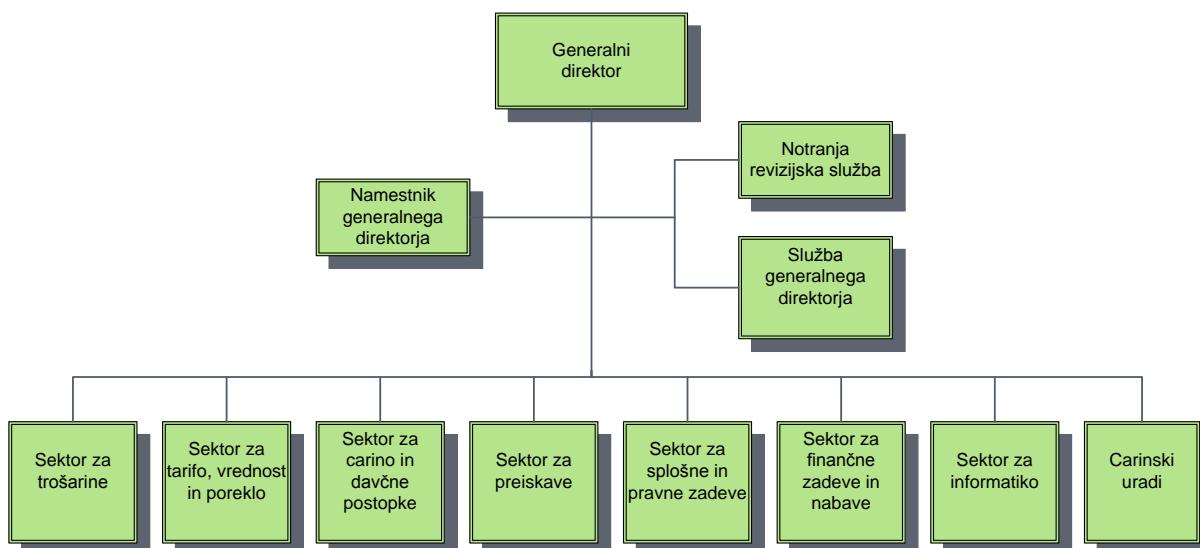 Generalni
direktor
Notranja
revizijska služba
Namestnik
generalnega
direktorja
Služba
generalnega
direktorja
Sektor za
trošarine
Sektor za
tarifo, vrednost
in poreklo
Sektor za
carino in
davčne
postopke
Sektor za
preiskave
Sektor za
splošne in
pravne zadeve
Sektor za
finančne
zadeve in
nabave
Sektor za
informatiko
Carinski
uradi